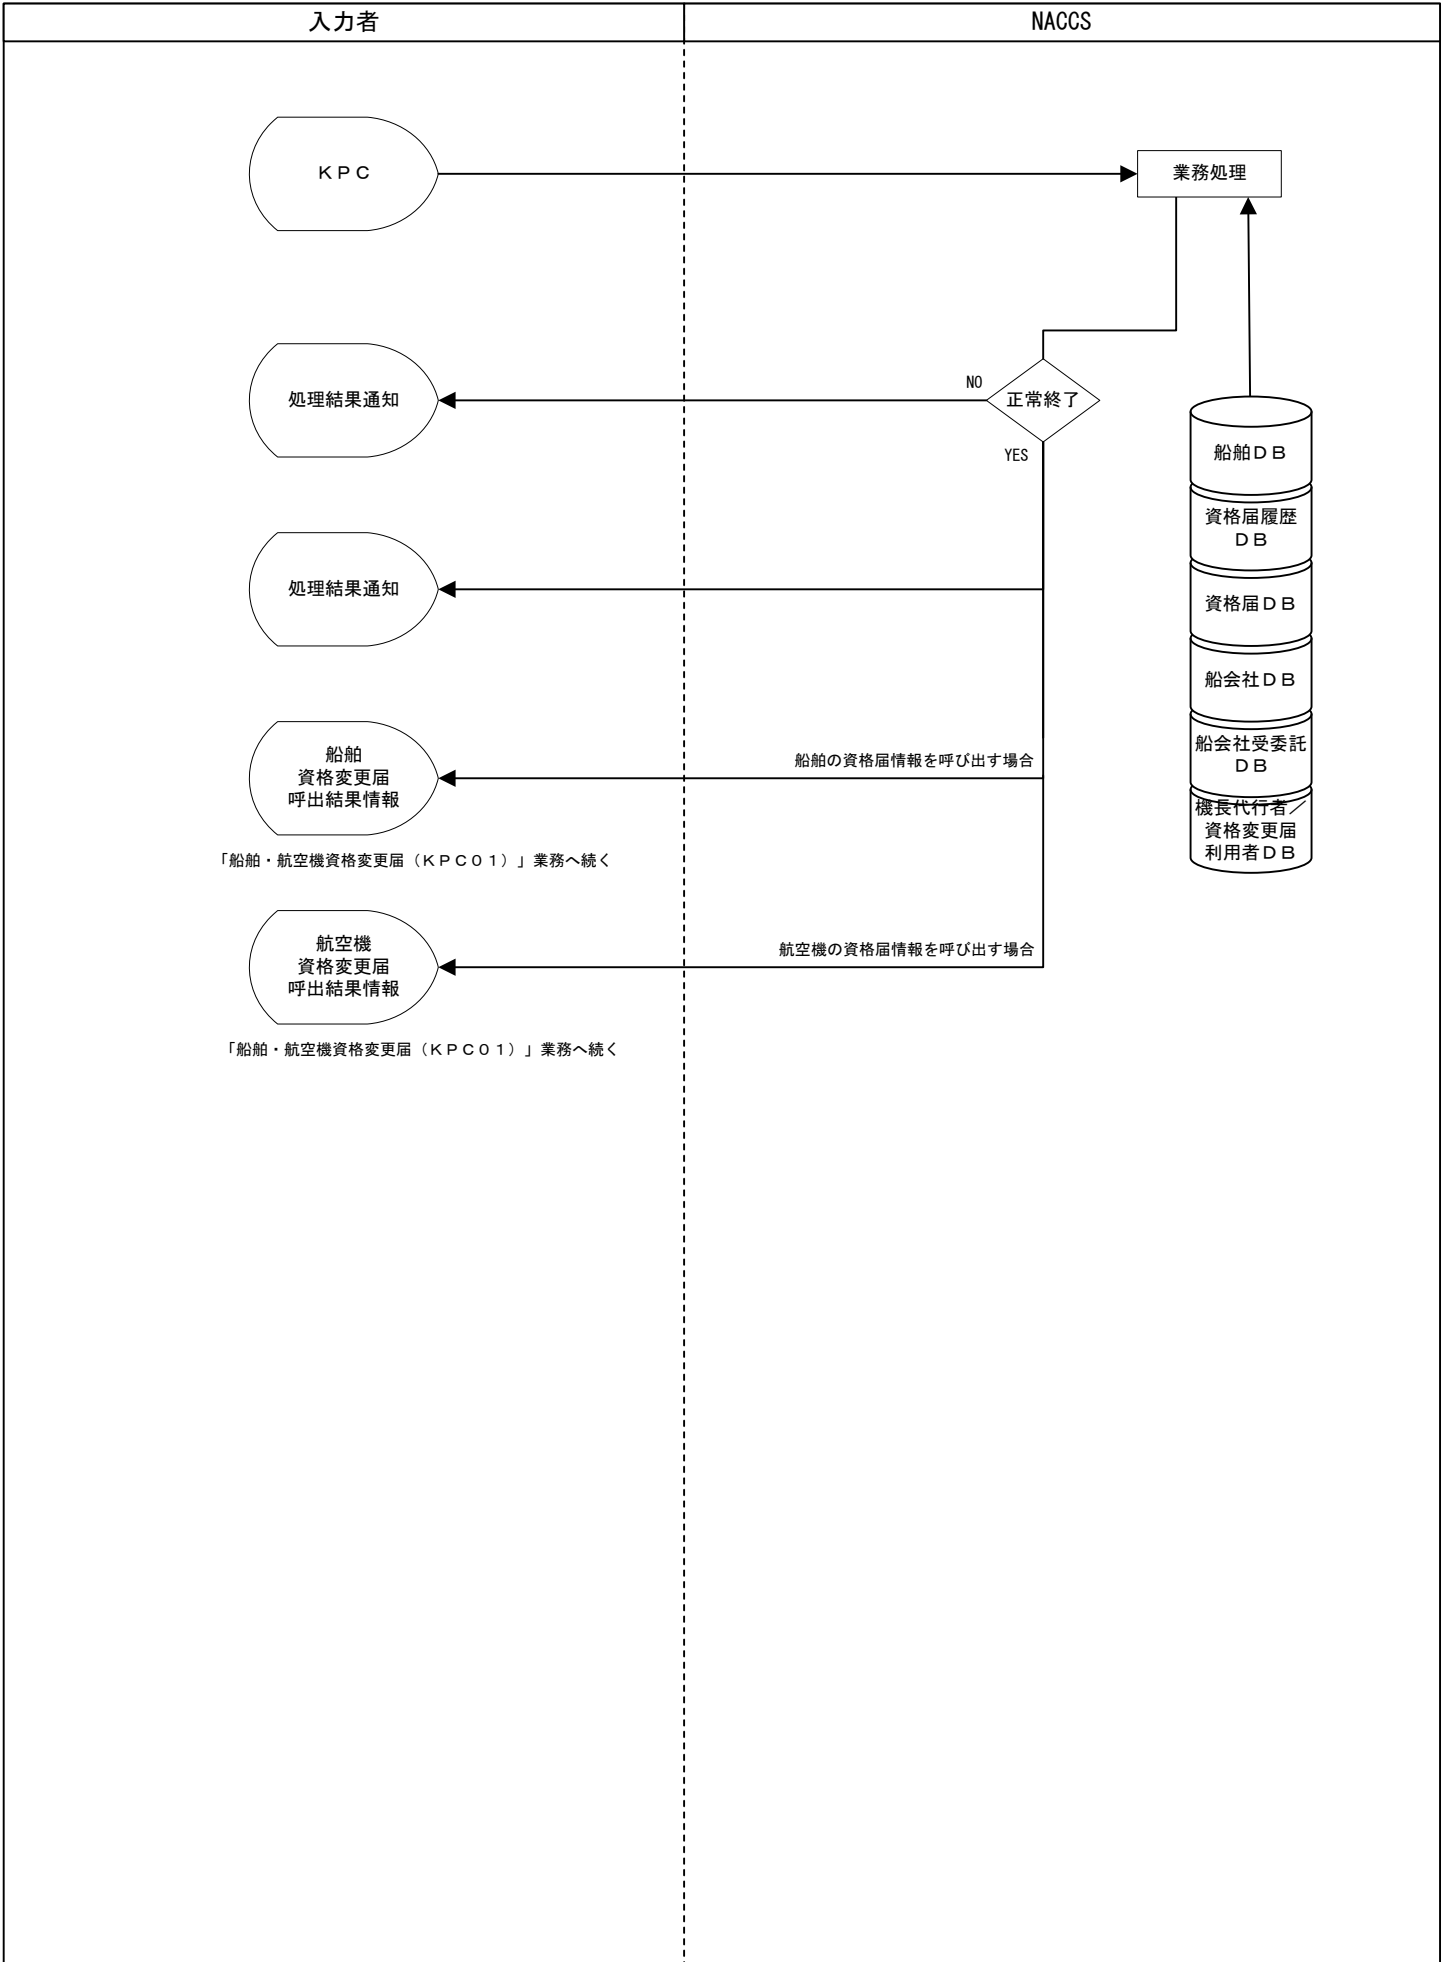 入力者
NACCS
ＫＰＣ
業務処理
処理結果通知
NO
正常終了
YES
船舶ＤＢ
資格届履歴
ＤＢ
処理結果通知
資格届ＤＢ
船会社ＤＢ
船会社受委託
ＤＢ
機長代行者／
資格変更届
利用者ＤＢ
船舶
資格変更届
呼出結果情報
船舶の資格届情報を呼び出す場合
「船舶・航空機資格変更届（ＫＰＣ０１）」業務へ続く
航空機
資格変更届
呼出結果情報
航空機の資格届情報を呼び出す場合
「船舶・航空機資格変更届（ＫＰＣ０１）」業務へ続く